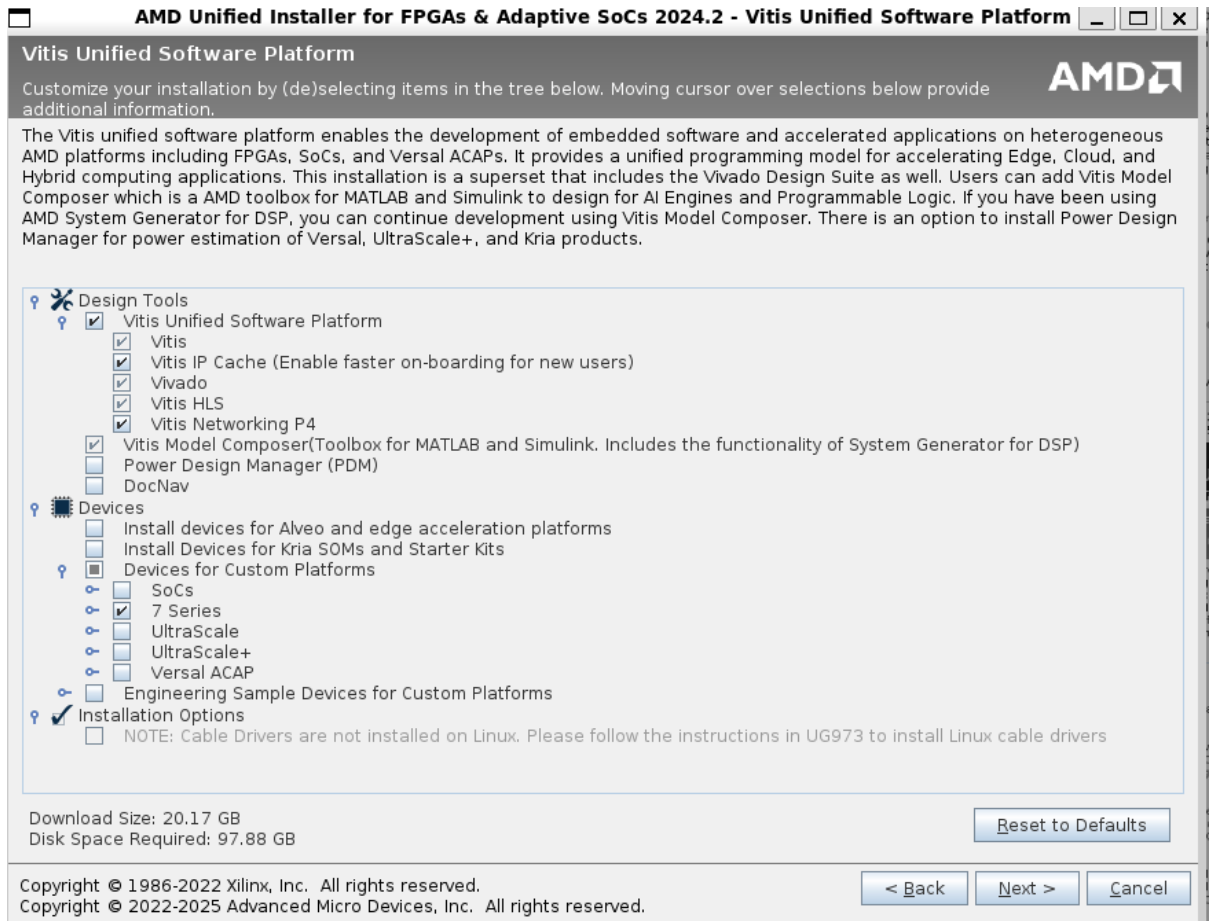 AMD Unified Installer for FPGAs & Adaptive SoCs 2024.2 - Vitis Unified Software Platform
Vitis Unified Software Platform
Customize your installation by (de)selecting items in the tree below. Moving cursor over selections below provide
additional information.
AMD
The Vitis unified software platform enables the development of embedded software and accelerated applications on heterogeneous
AMD platforms including FPGAs, SoCs, and Versal ACAPs. It provides a unified programming model for accelerating Edge, Cloud, and
Hybrid computing applications. This installation is a superset that includes the Vivado Design Suite as well. Users can add Vitis Model
Composer which is a AMD toolbox for MATLAB and Simulink to design for AI Engines and Programmable Logic. If you have been using
AMD System Generator for DSP, you can continue development using Vitis Model Composer. There is an option to install Power Design
Manager for power estimation of Versal, UltraScale+, and Kria products.
Design Tools
Vitis Unified Software Platform
Vitis
Vitis IP Cache (Enable faster on-boarding for new users)
Vivado
Vitis HLS
Vitis Networking P4
Vitis Model Composer(Toolbox for MATLAB and Simulink. Includes the functionality of System Generator for DSP)
Power Design Manager (PDM)
DocNav
Devices
Install devices for Alveo and edge acceleration platforms
Install Devices for Kria SOMs and Starter Kits
Devices for Custom Platforms
SoCs
7 Series
UltraScale
UltraScale+
Versal ACAP
Engineering Sample Devices for Custom Platforms
Installation Options
NOTE: Cable Drivers are not installed on Linux. Please follow the instructions in UG973 to install Linux cable drivers
Download Size: 20.17 GB
Disk Space Required: 97.88 GB
Reset to Defaults
Copyright © 1986-2022 Xilinx, Inc. All rights reserved.
Copyright © 2022-2025 Advanced Micro Devices, Inc. All rights reserved.
< Back
Next >
Cancel